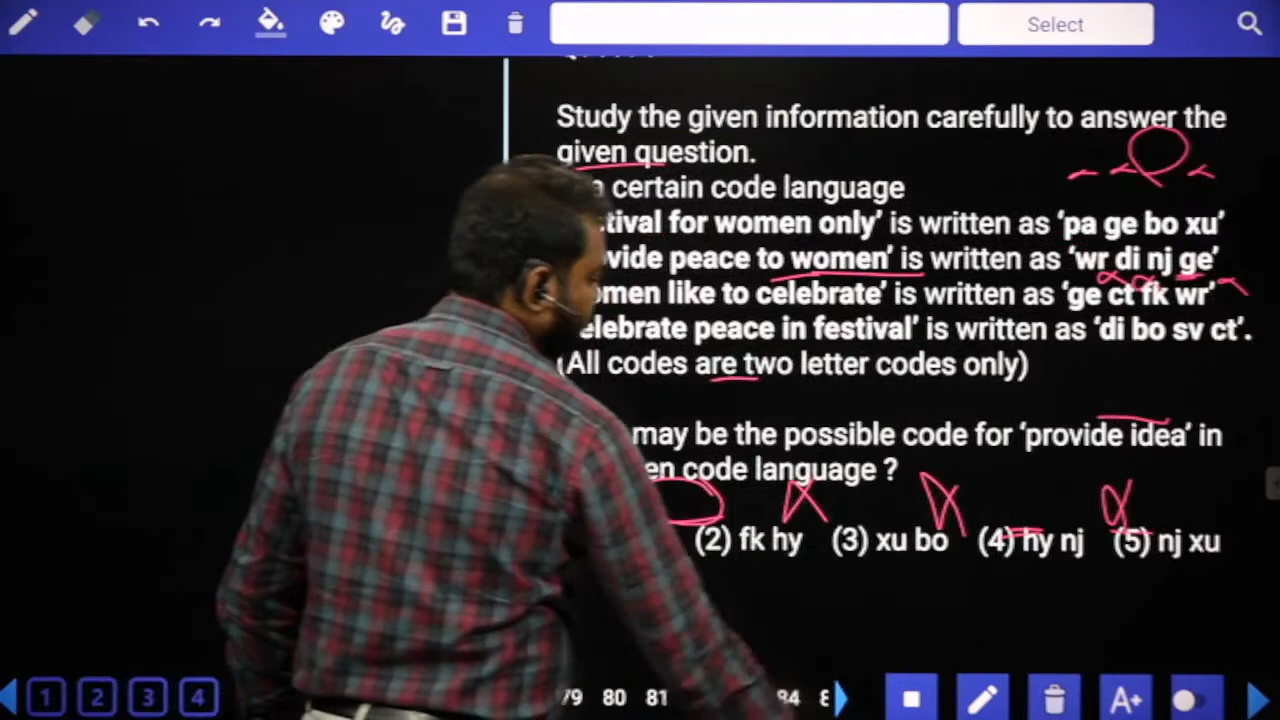 Select
Study the given information carefully to answer the
given question.
certain code language
tival for women only' is written as 'pa ge bo xu'
vide peace to women' is written as 'wr di nj ge'
men like to celebrate' is written as 'ge ct fk wr'
elebrate peace in festival' is written as 'di bo sv ct'.
(All codes are two letter codes only)
may be the possible code for 'provide idea' in
en code language ?
(2) fk hy (3) xu bo (4) hy nj (5) nj xu
1 2 3 4 79 80 81 84 8 A+